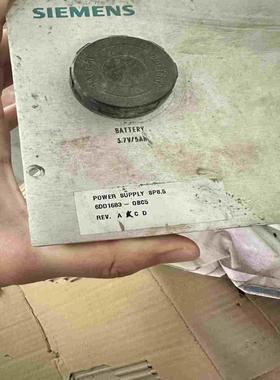 SIEMENS
BATTERY
3.7V/5Ah
POWER SUPPLY SP8.5
6DD1683-0BC5
REV. A B C D